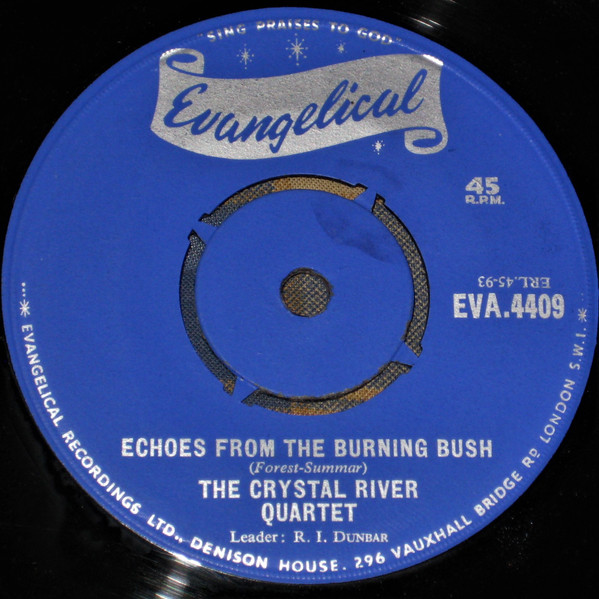 "SING PRAISES TO GOD"
Evangelical
45
R.P.M.
ERL.45-93
EVA.4409
ECHOES FROM THE BURNING BUSH
(Forest-Summar)
THE CRYSTAL RIVER
QUARTET
Leader: R. I. DUNBAR
EVANGELICAL RECORDINGS LTD., DENISON HOUSE. 296 VAUXHALL BRIDGE RD LONDON S.W.1.